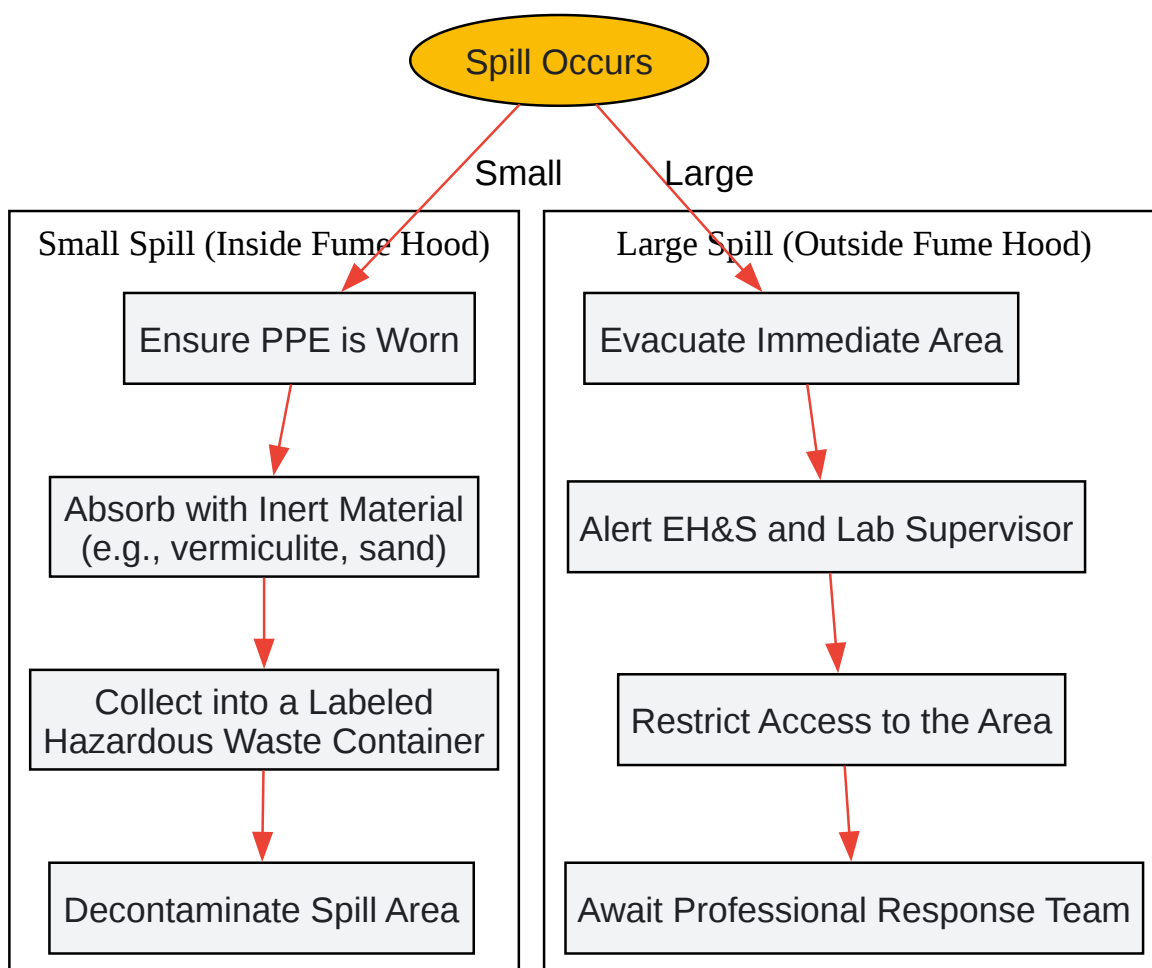 Spill Occurs
Small
Large
Small Spill (Inside Fume Hood)
Ensure PPE is Worn
Absorb with Inert Material
(e.g., vermiculite, sand)
Collect into a Labeled
Hazardous Waste Container
Decontaminate Spill Area
Large Spill (Outside Fume Hood)
Evacuate Immediate Area
Alert EH&S and Lab Supervisor
Restrict Access to the Area
Await Professional Response Team